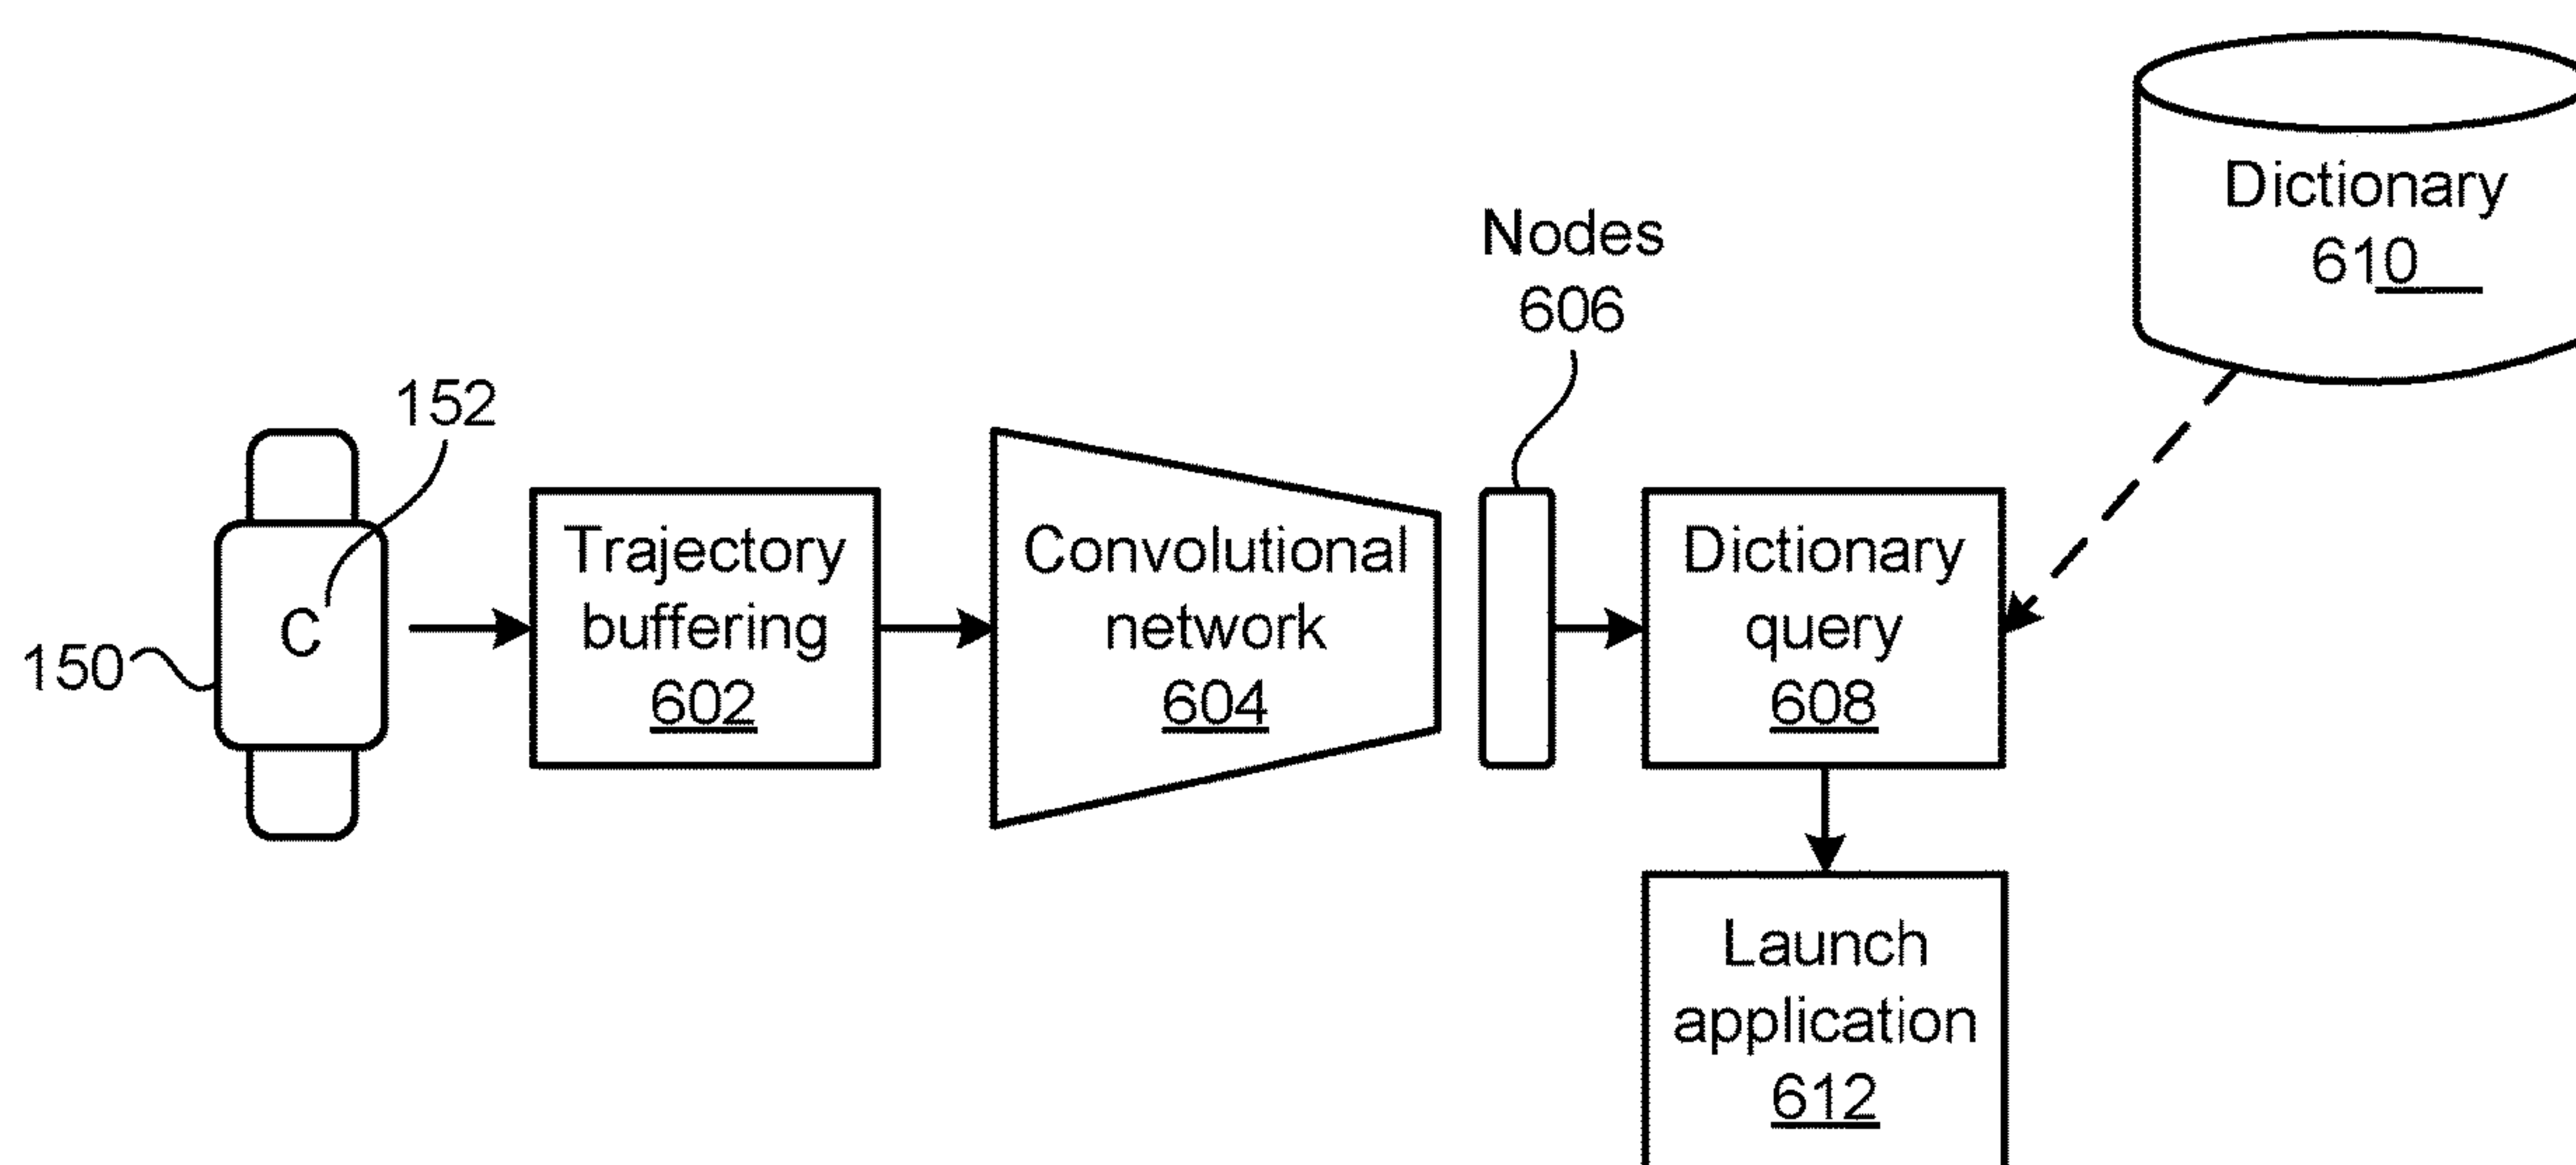 Dictionary
610
Nodes
606
152
150
C
Trajectory
buffering
602
Convolutional
network
604
Dictionary
query
608
Launch
application
612